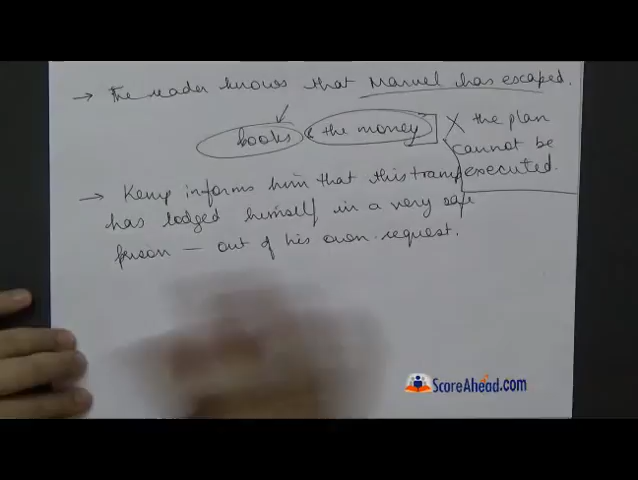 → The reader knows that Marvel has escaped.
books & the money X the plan
cannot be
executed.
→ Kemp informs him that this tramp
has lodged himself in a very safe
prison — out of his own request.
ScoreAhead.com